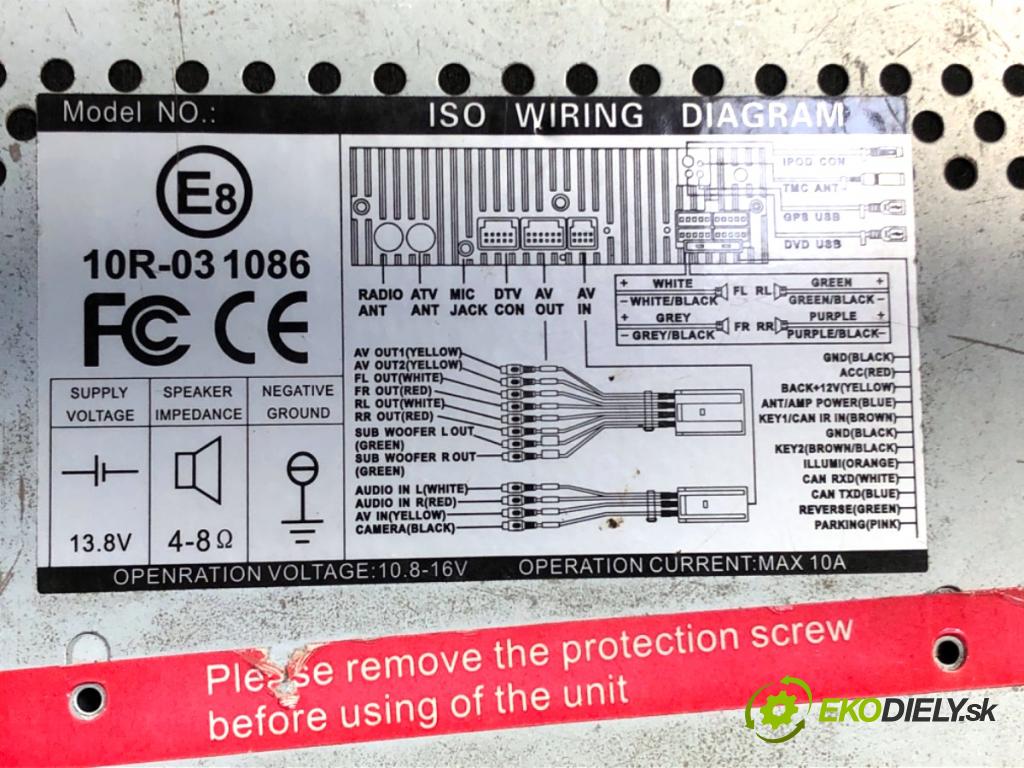 Model NO.:
ISO WIRING DIAGRAM
E8
10R-03 1086
FC CE
SUPPLY VOLTAGE
SPEAKER IMPEDANCE
NEGATIVE GROUND
13.8V
4-8Ω
IPOD CON
TMC ANT
GPS USB
DVD USB
RADIO ANT
ATV ANT
MIC JACK
DTV CON
AV OUT
AV IN
+ WHITE
- WHITE/BLACK
FL RL
GREEN +
GREEN/BLACK -
+ GREY
- GREY/BLACK
FR RR
PURPLE +
PURPLE/BLACK -
AV OUT1(YELLOW)
AV OUT2(YELLOW)
FL OUT(WHITE)
FR OUT(RED)
RL OUT(WHITE)
RR OUT(RED)
SUB WOOFER L OUT
(GREEN)
SUB WOOFER R OUT
(GREEN)
AUDIO IN L(WHITE)
AUDIO IN R(RED)
AV IN(YELLOW)
CAMERA(BLACK)
GND(BLACK)
ACC(RED)
BACK+12V(YELLOW)
ANT/AMP POWER(BLUE)
KEY1/CAN IR IN(BROWN)
GND(BLACK)
KEY2(BROWN/BLACK)
ILLUMI(ORANGE)
CAN RXD(WHITE)
CAN TXD(BLUE)
REVERSE(GREEN)
PARKING(PINK)
OPENRATION VOLTAGE:10.8-16V
OPERATION CURRENT:MAX 10A
Please remove the protection screw
before using of the unit
EKODIELY.sk